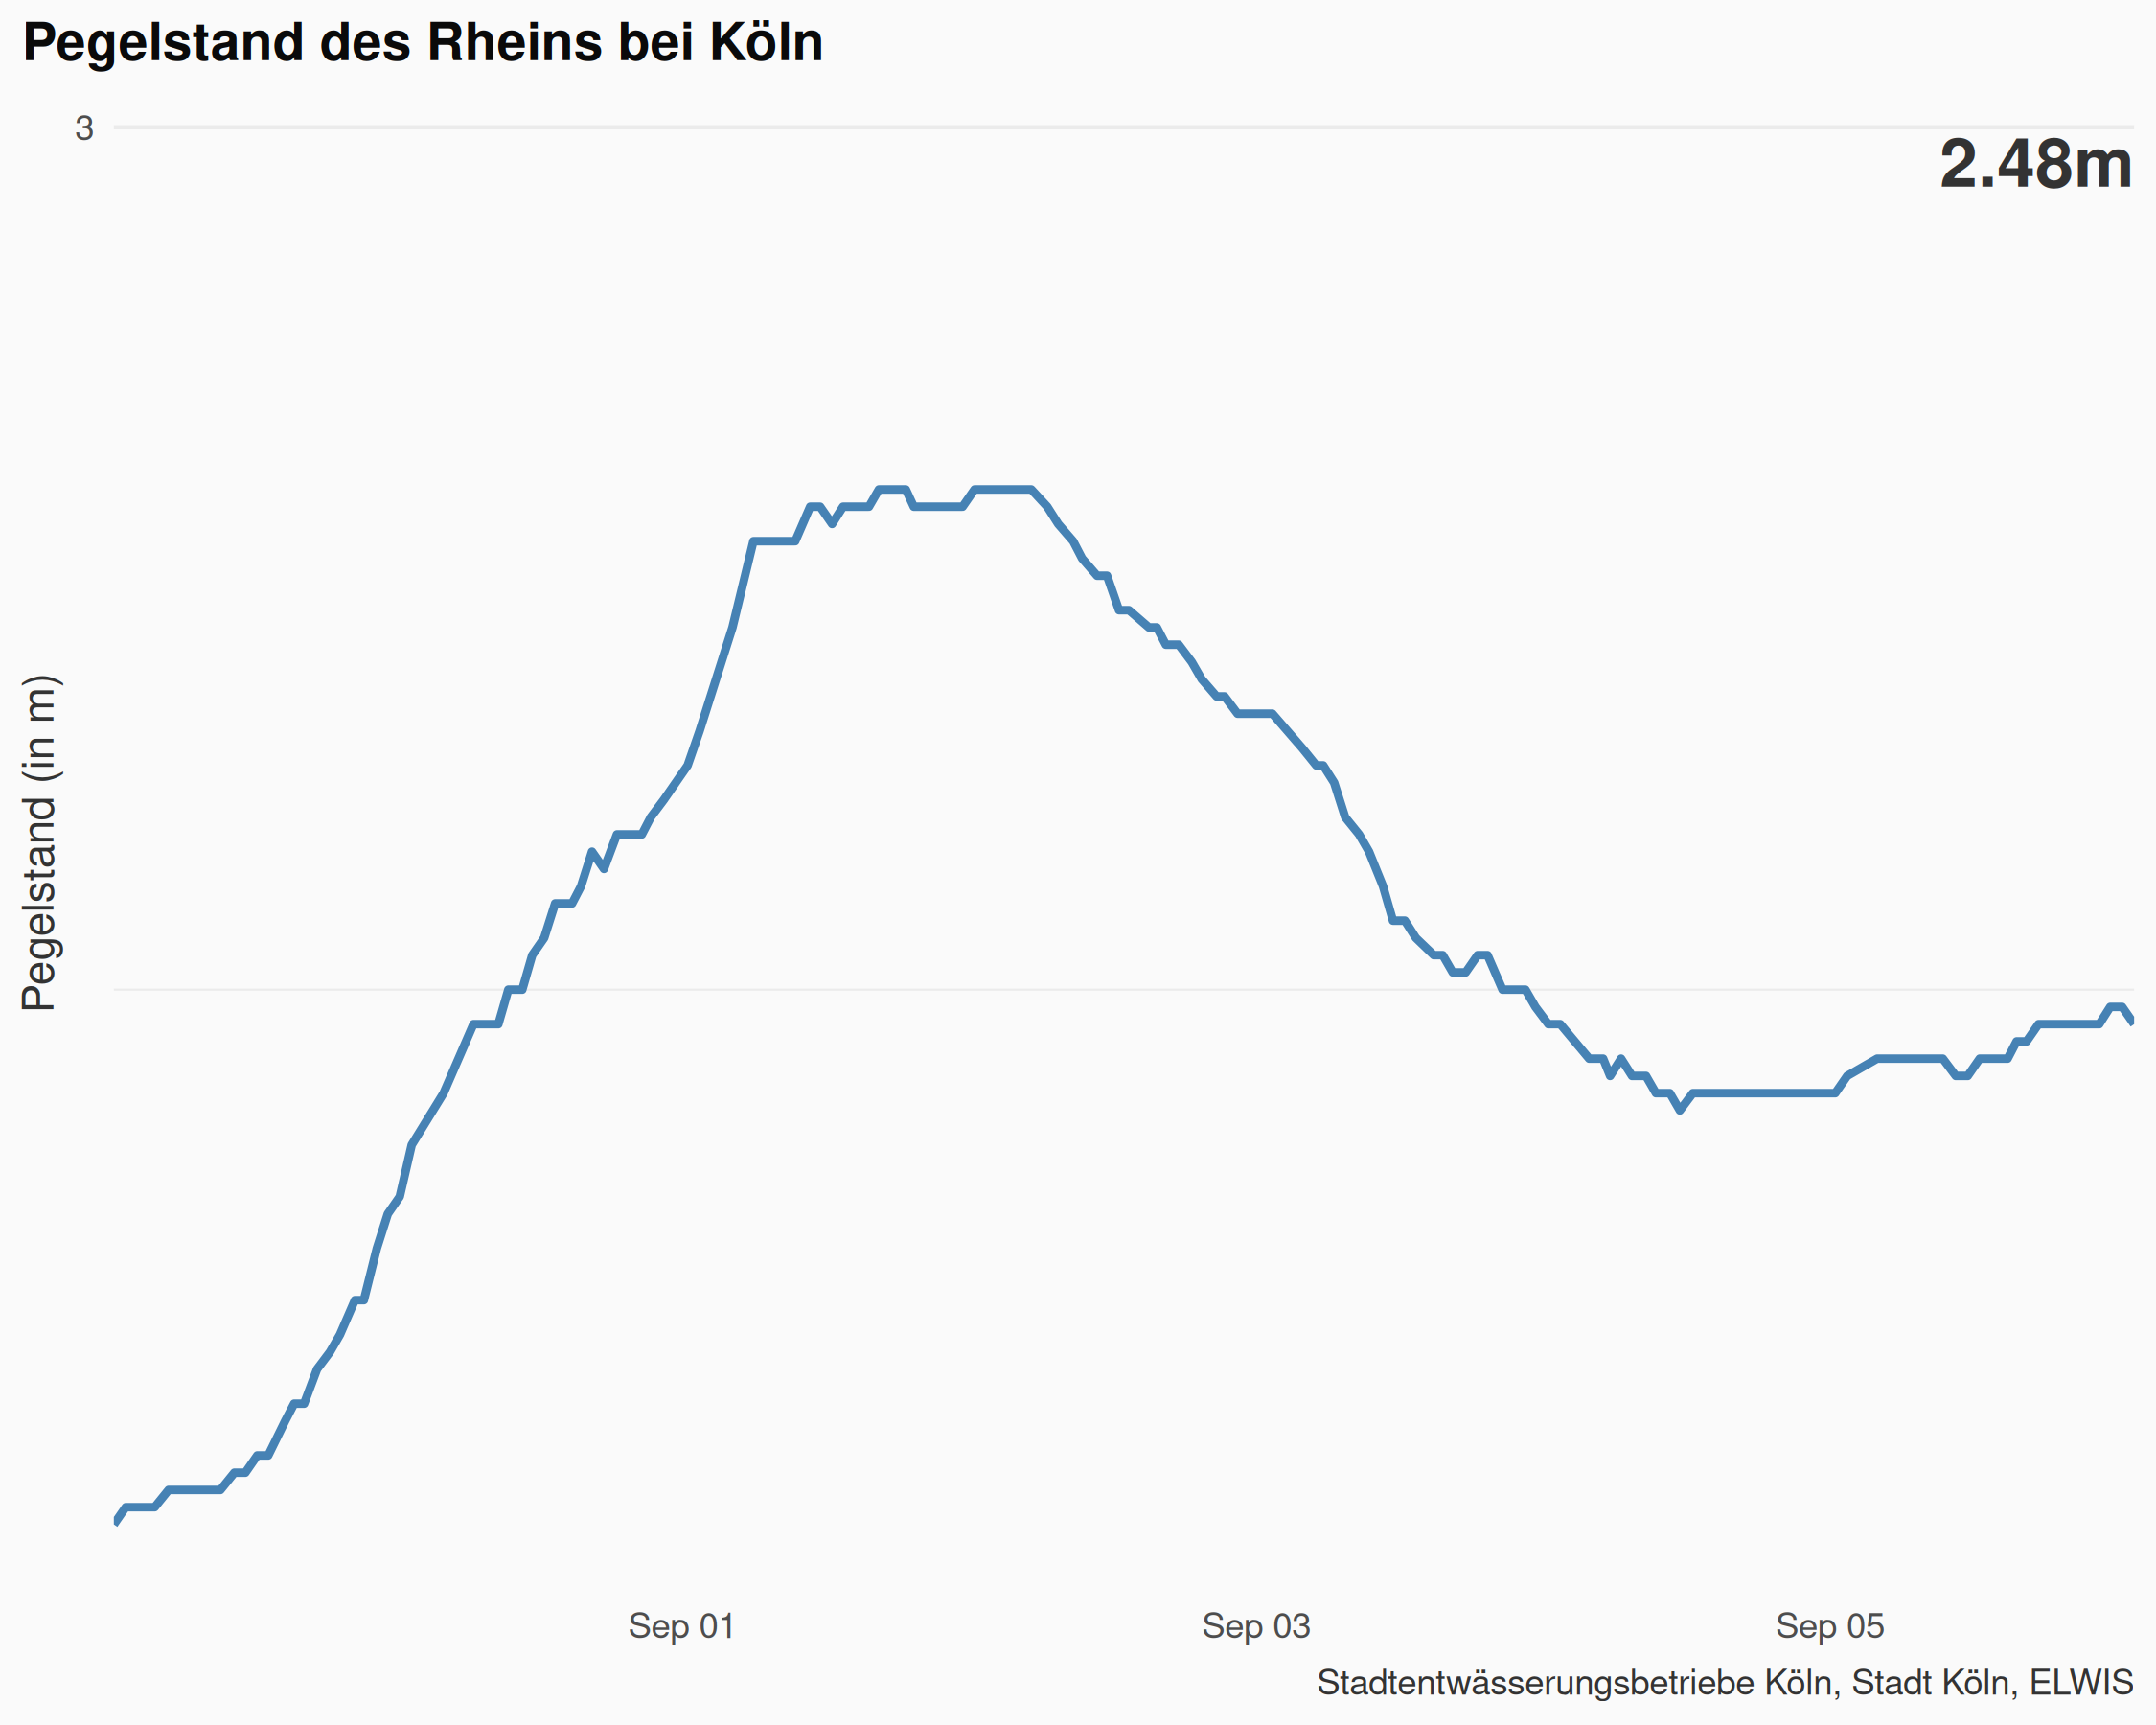 Pegelstand des Rheins bei Köln
3
2.48m
Pegelstand (in m)
Sep 01
Sep 03
Sep 05
Stadtentwässerungsbetriebe Köln, Stadt Köln, ELWIS